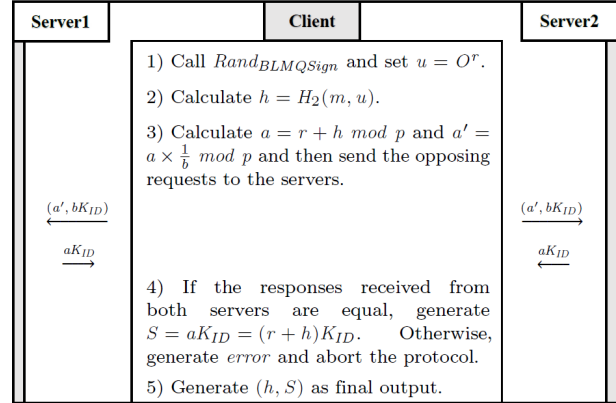 Server1 Client Server2
1) Call Rand_{BLMQSign} and set u = O^r.
2) Calculate h = H_2(m, u).
3) Calculate a = r + h mod p and a' =
a × \frac{1}{b} mod p and then send the opposing
requests to the servers.
(a', bK_{ID}) (a', bK_{ID})
aK_{ID} aK_{ID}
4) If the responses received from
both servers are equal, generate
S = aK_{ID} = (r + h)K_{ID}. Otherwise,
generate error and abort the protocol.
5) Generate (h, S) as final output.